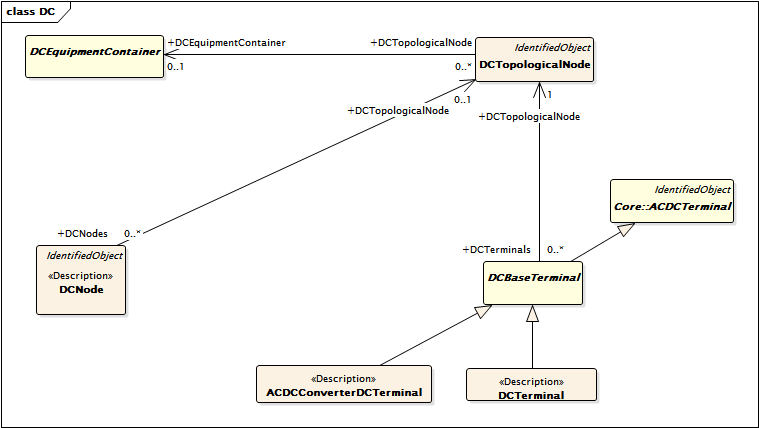 class DC
+DCEquipmentContainer
+DCTopologicalNode
DCEquipmentContainer
0..1
0..*
IdentifiedObject
DCTopologicalNode
0..1
+DCTopologicalNode
1
+DCTopologicalNode
IdentifiedObject
Core::ACDCTerminal
+DCNodes
0..*
+DCTerminals
0..*
IdentifiedObject
«Description»
DCNode
DCBaseTerminal
«Description»
ACDCConverterDCTerminal
«Description»
DCTerminal